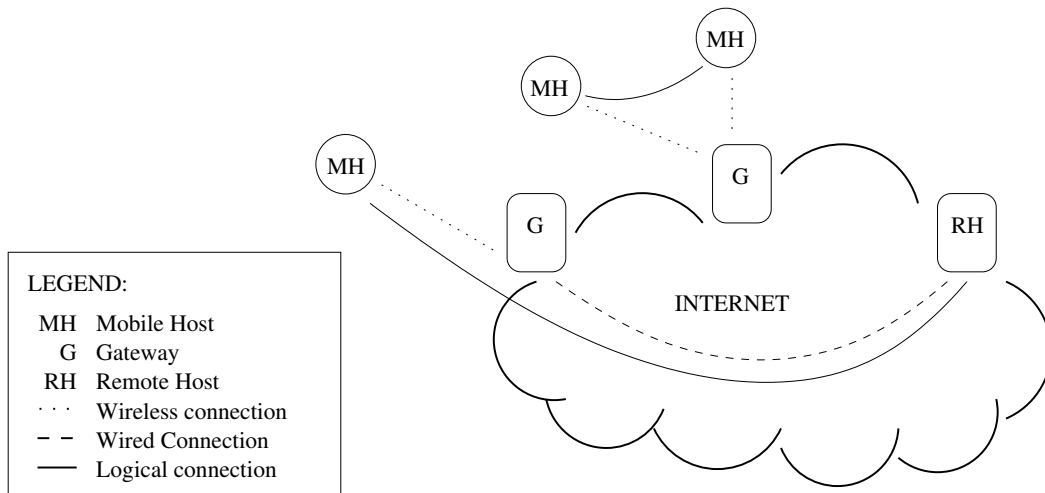 MH
MH
MH
G
G
RH
INTERNET
LEGEND:
MH Mobile Host
G Gateway
RH Remote Host
Wireless connection
Wired Connection
Logical connection